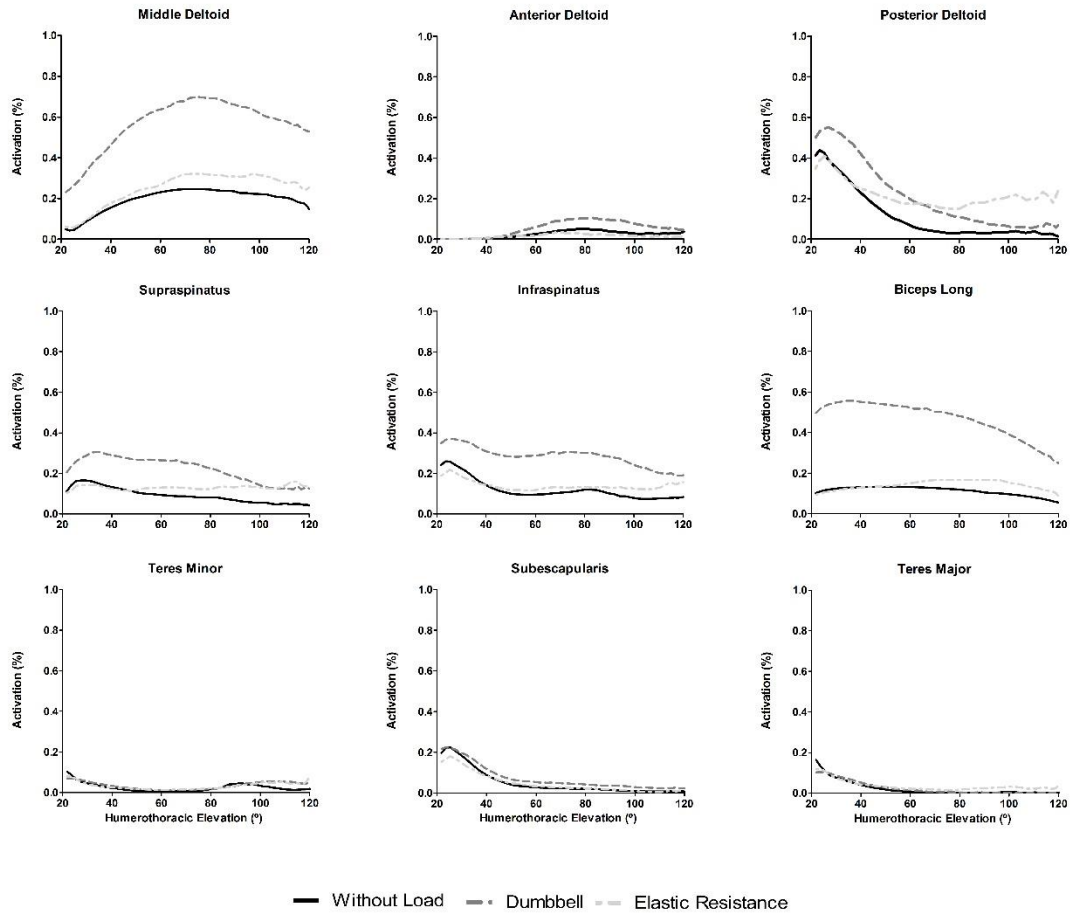 Middle Deltoid
Anterior Deltoid
Posterior Deltoid
Activation (%)
1.0
0.8
0.6
0.4
0.2
0.0
20 40 60 80 100 120
Activation (%)
1.0
0.8
0.6
0.4
0.2
0.0
20 40 60 80 100 120
Activation (%)
1.0
0.8
0.6
0.4
0.2
0.0
20 40 60 80 100 120
Supraspinatus
Infraspinatus
Biceps Long
Activation (%)
1.0
0.8
0.6
0.4
0.2
0.0
20 40 60 80 100 120
Activation (%)
1.0
0.8
0.6
0.4
0.2
0.0
20 40 60 80 100 120
Activation (%)
1.0
0.8
0.6
0.4
0.2
0.0
20 40 60 80 100 120
Teres Minor
Subescapularis
Teres Major
Activation (%)
1.0
0.8
0.6
0.4
0.2
0.0
20 40 60 80 100 120
Humerothoracic Elevation (º)
Activation (%)
1.0
0.8
0.6
0.4
0.2
0.0
20 40 60 80 100 120
Humerothoracic Elevation (º)
Activation (%)
1.0
0.8
0.6
0.4
0.2
0.0
20 40 60 80 100 120
Humerothoracic Elevation (º)
Without Load Dumbbell Elastic Resistance